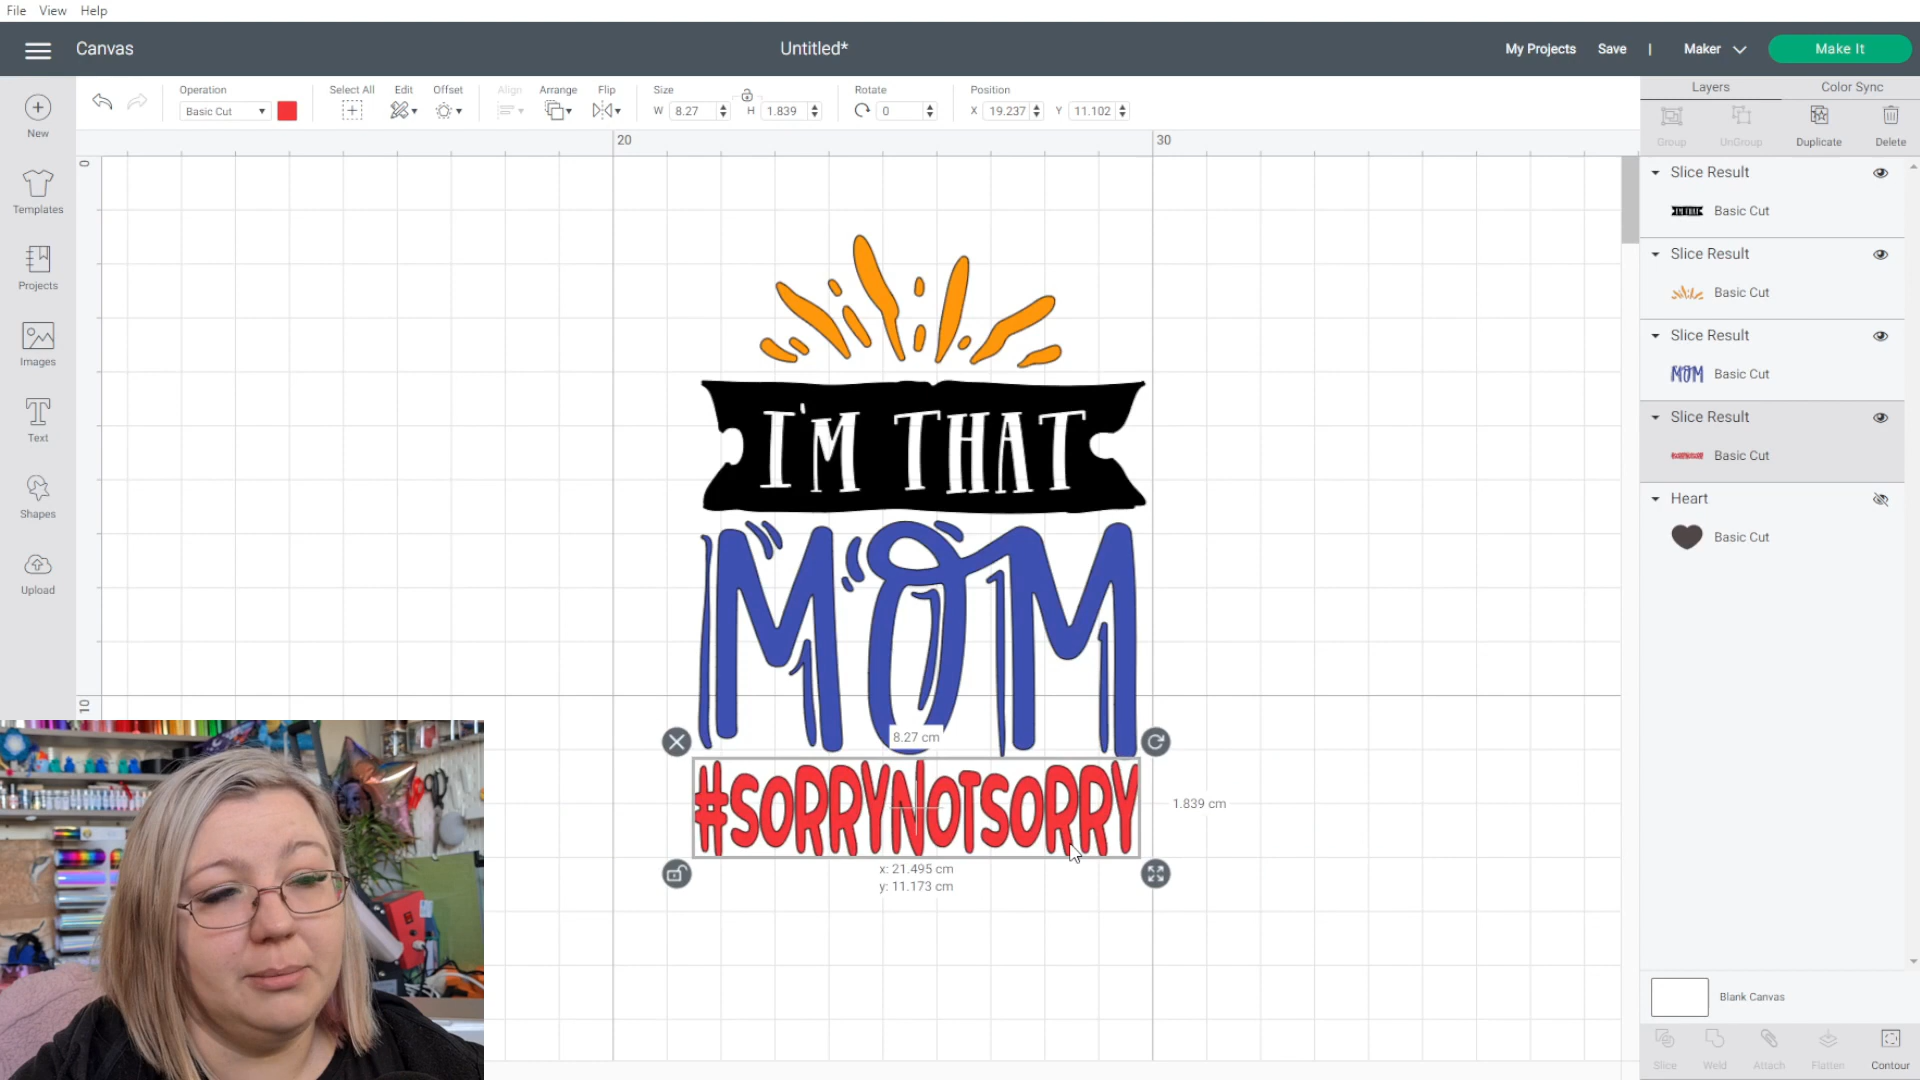 File View Help
Canvas
Untitled*
My Projects Save | Maker
Make It
Operation
Basic Cut
Select All
Edit
Offset
Align
Arrange
Flip
Size
W 8.27
H 1.839
Rotate
0
Position
X 19.237
Y 11.102
Layers
Color Sync
Group
UnGroup
Duplicate
Delete
New
Templates
Projects
Images
Text
Shapes
Upload
20
30
0
10
I'M THAT
MOM
8.27 cm
#SORRYNOTSORRY
1.839 cm
x: 21.495 cm
y: 11.173 cm
Slice Result
I'M THAT
Basic Cut
Slice Result
Basic Cut
Slice Result
MOM
Basic Cut
Slice Result
Basic Cut
Heart
Basic Cut
Blank Canvas
Slice
Weld
Attach
Flatten
Contour